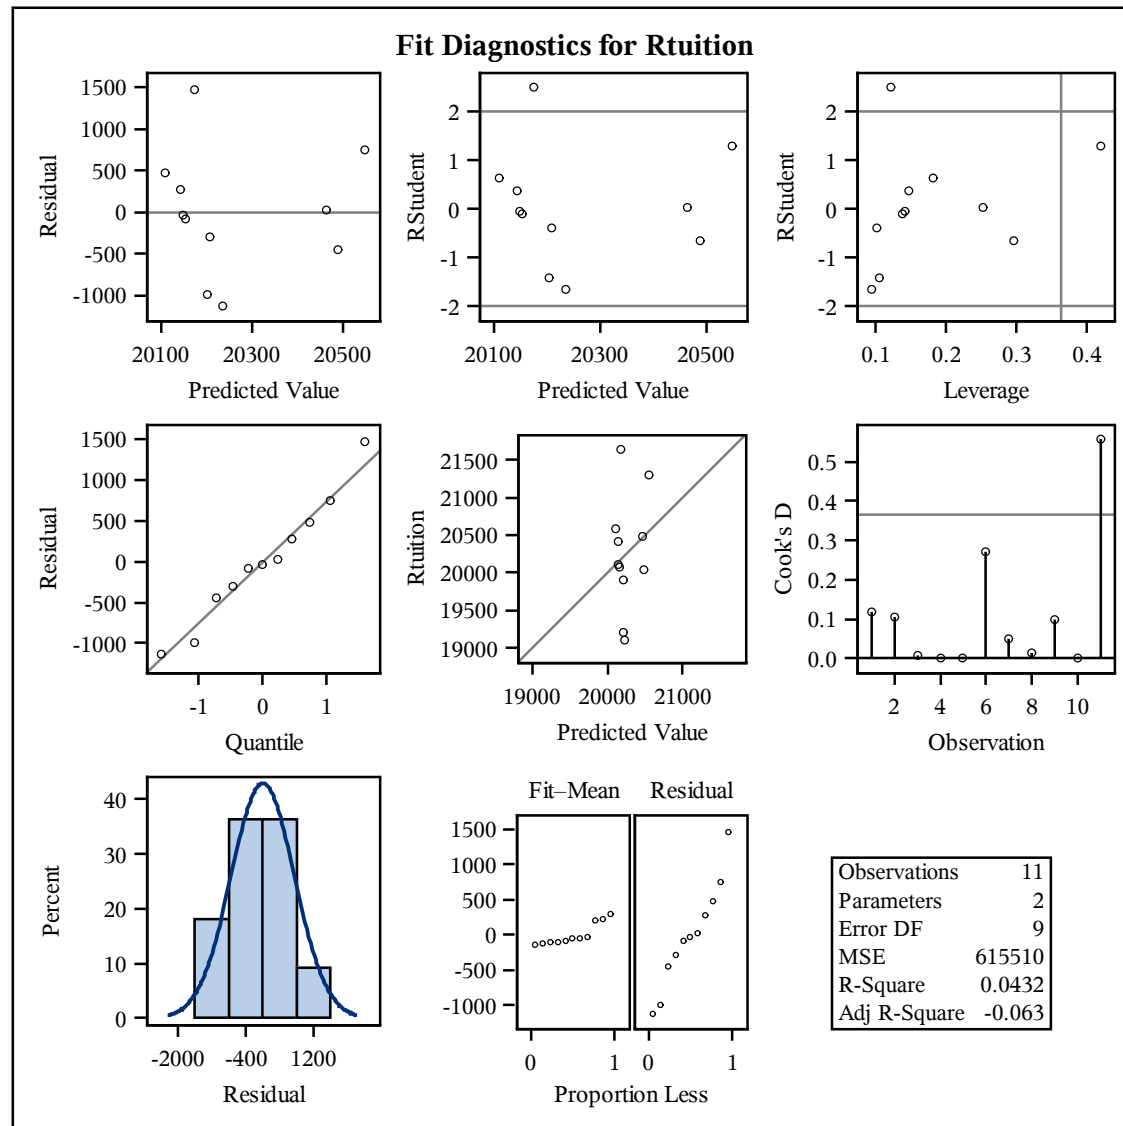 Fit Diagnostics for Rtuition
Residual
1500
1000
500
0
-500
-1000
20100 20300 20500
Predicted Value
RStudent
2
1
0
-1
-2
20100 20300 20500
Predicted Value
RStudent
2
1
0
-1
-2
0.1 0.2 0.3 0.4
Leverage
Residual
1500
1000
500
0
-500
-1000
-1 0 1
Quantile
Rtuition
21500
21000
20500
20000
19500
19000
19000 20000 21000
Predicted Value
Cook's D
0.5
0.4
0.3
0.2
0.1
0.0
2 4 6 8 10
Observation
Percent
40
30
20
10
0
-2000 -400 1200
Residual
Fit–Mean Residual
1500
1000
500
0
-500
-1000
0 1 0 1
Proportion Less
Observations 11
Parameters 2
Error DF 9
MSE 615510
R-Square 0.0432
Adj R-Square -0.063